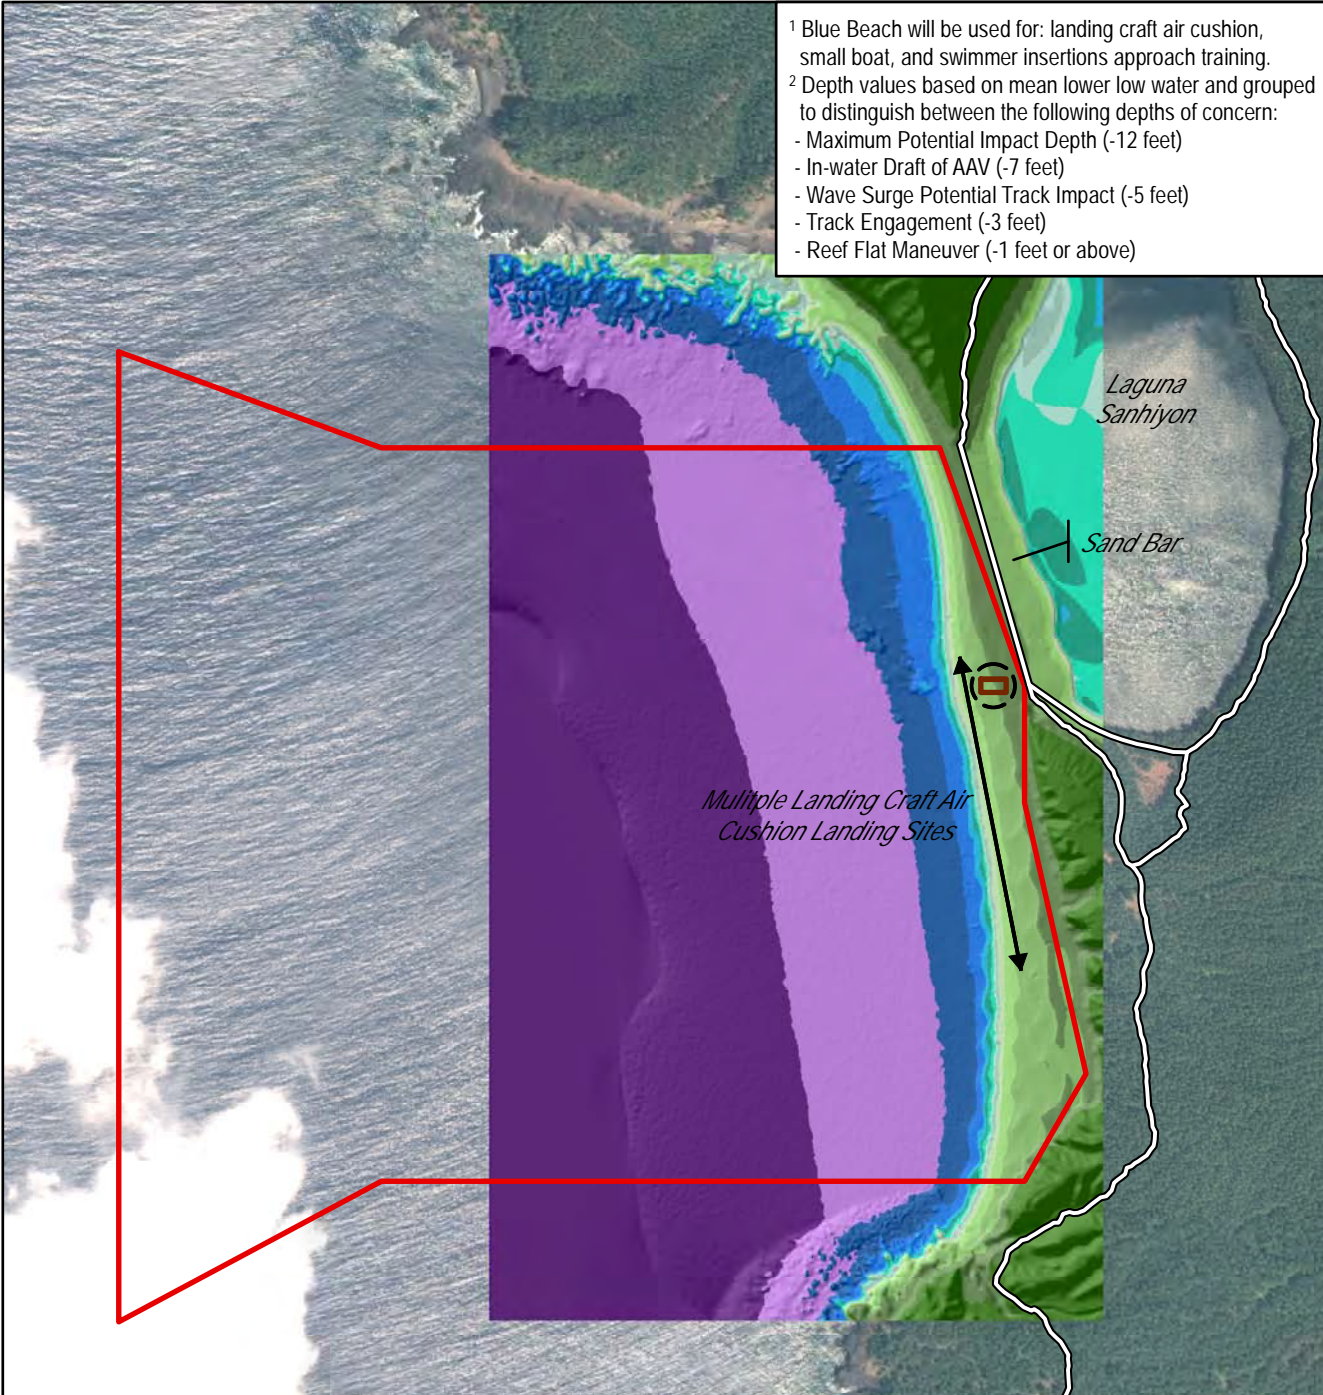 ¹ Blue Beach will be used for: landing craft air cushion,
small boat, and swimmer insertions approach training.
² Depth values based on mean lower low water and grouped
to distinguish between the following depths of concern:
- Maximum Potential Impact Depth (-12 feet)
- In-water Draft of AAV (-7 feet)
- Wave Surge Potential Track Impact (-5 feet)
- Track Engagement (-3 feet)
- Reef Flat Maneuver (-1 feet or above)
Laguna
Sanhiyon
Sand Bar
Mulitple Landing Craft Air
Cushion Landing Sites